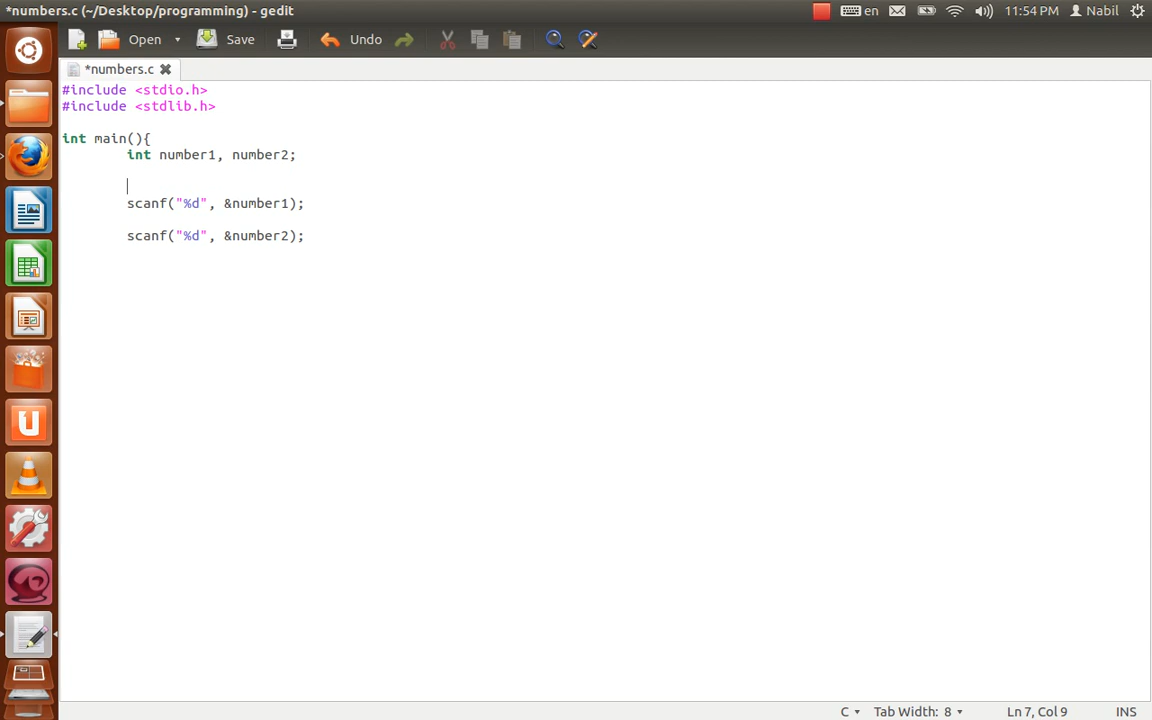 *numbers.c (~/Desktop/programming) - gedit
en
11:54 PM
Nabil
Open
Save
Undo
*numbers.c
#include <stdio.h>
#include <stdlib.h>
int main(){
int number1, number2;
scanf("%d", &number1);
scanf("%d", &number2);
U
C
Tab Width: 8
Ln 7, Col 9
INS